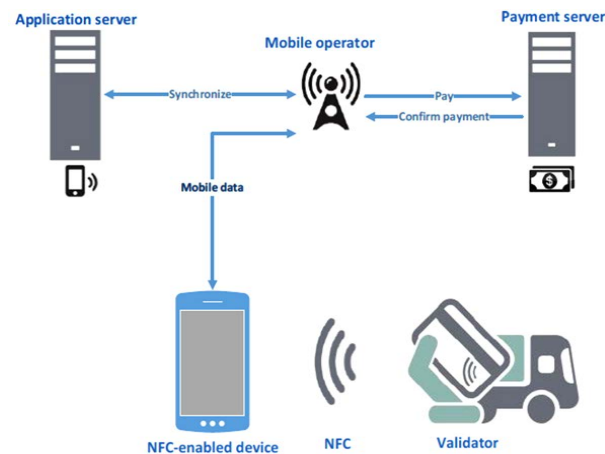 Application server
Payment server
Mobile operator
Synchronize
Pay
Confirm payment
Mobile data
$
NFC-enabled device
NFC
Validator